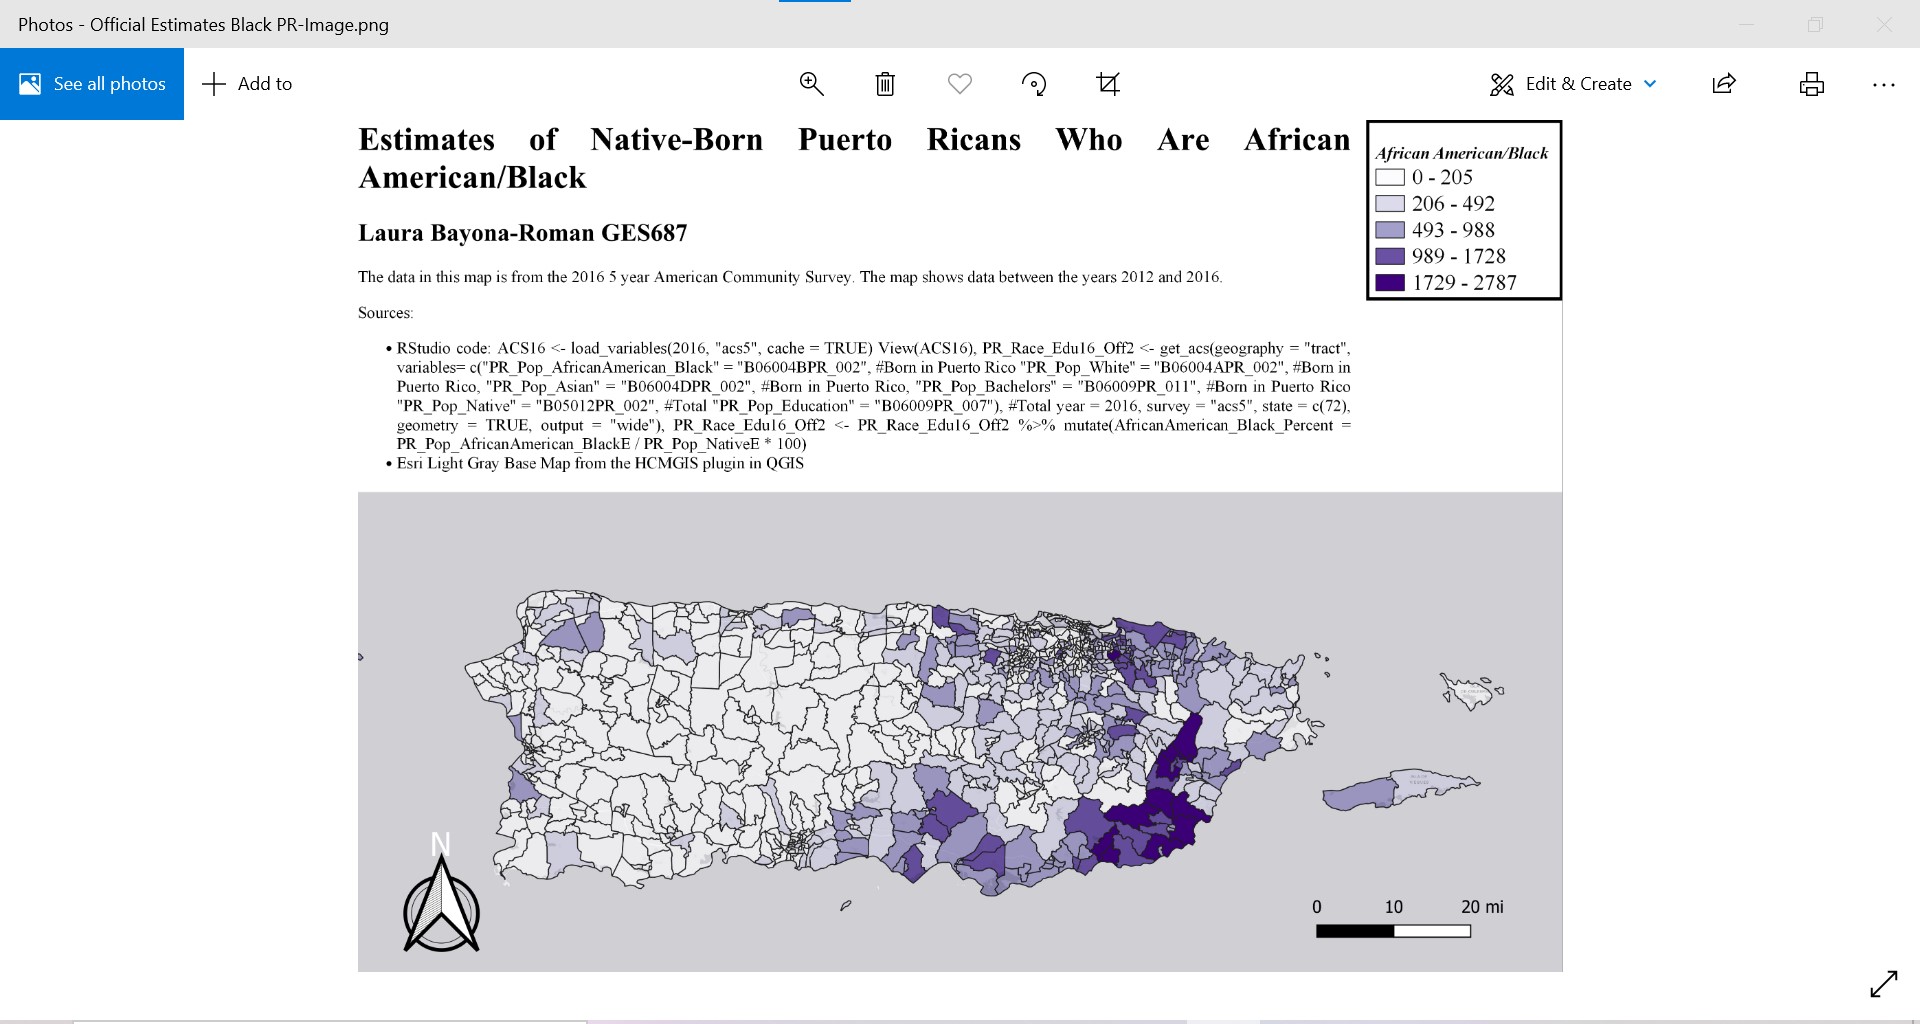 Photos - Official Estimates Black PR-Image.png
See all photos
Add to
Edit & Create
Estimates of Native-Born Puerto Ricans Who Are African
American/Black
Laura Bayona-Roman GES687
The data in this map is from the 2016 5 year American Community Survey. The map shows data between the years 2012 and 2016.
Sources:
• RStudio code: ACS16 <- load_variables(2016, "acs5", cache = TRUE) View(ACS16), PR_Race_Edu16_Off2 <- get_acs(geography = "tract",
variables= c("PR_Pop_AfricanAmerican_Black" = "B06004BPR_002", #Born in Puerto Rico "PR_Pop_White" = "B06004APR_002", #Born in
Puerto Rico, "PR_Pop_Asian" = "B06004DPR_002", #Born in Puerto Rico, "PR_Pop_Bachelors" = "B06009PR_011", #Born in Puerto Rico
"PR_Pop_Native" = "B05012PR_002", #Total "PR_Pop_Education" = "B06009PR_007"), #Total year = 2016, survey = "acs5", state = c(72),
geometry = TRUE, output = "wide"), PR_Race_Edu16_Off2 <- PR_Race_Edu16_Off2 %>% mutate(AfricanAmerican_Black_Percent =
PR_Pop_AfricanAmerican_BlackE / PR_Pop_NativeE * 100)
• Esri Light Gray Base Map from the HCMGIS plugin in QGIS
African American/Black
0 - 205
206 - 492
493 - 988
989 - 1728
1729 - 2787
N
0 10 20 mi